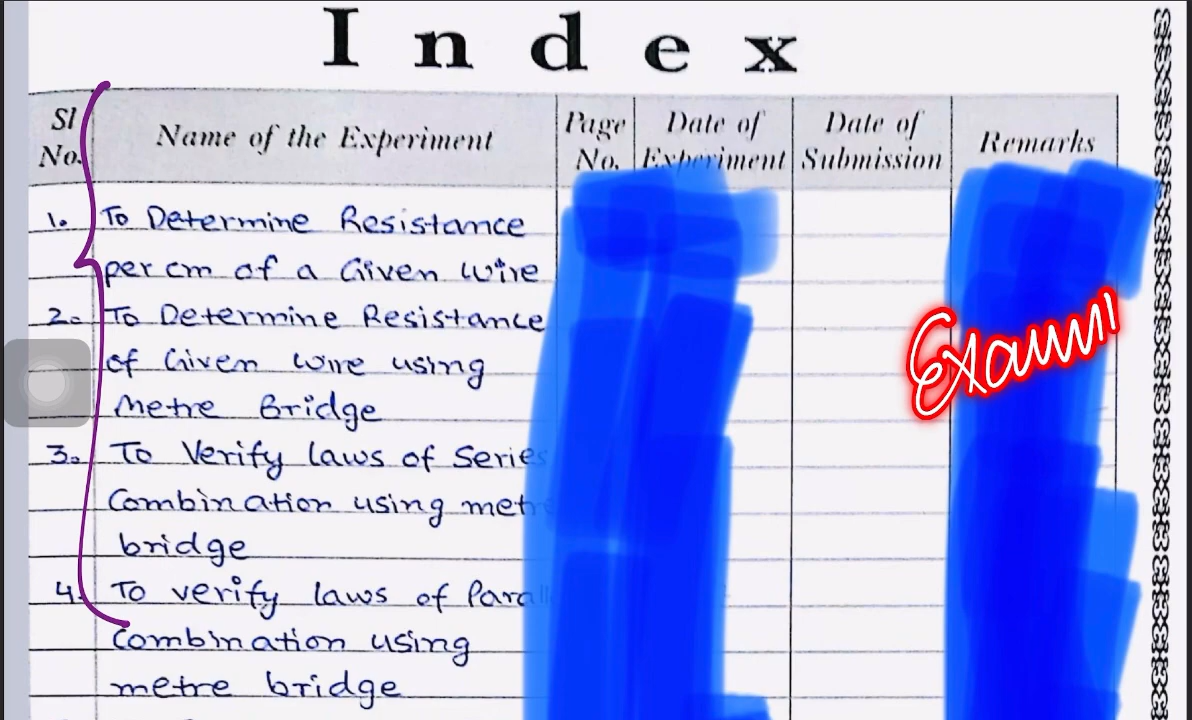 Index
Sl No.
Name of the Experiment
Page No.
Date of Experiment
Date of Submission
Remarks
1. To Determine Resistance
per cm of a Given Wire
2. To Determine Resistance
of Given Wire using
Metre Bridge
3. To Verify laws of Series
Combination using metre
bridge
4. To verify laws of Parall
Combination using
metre bridge